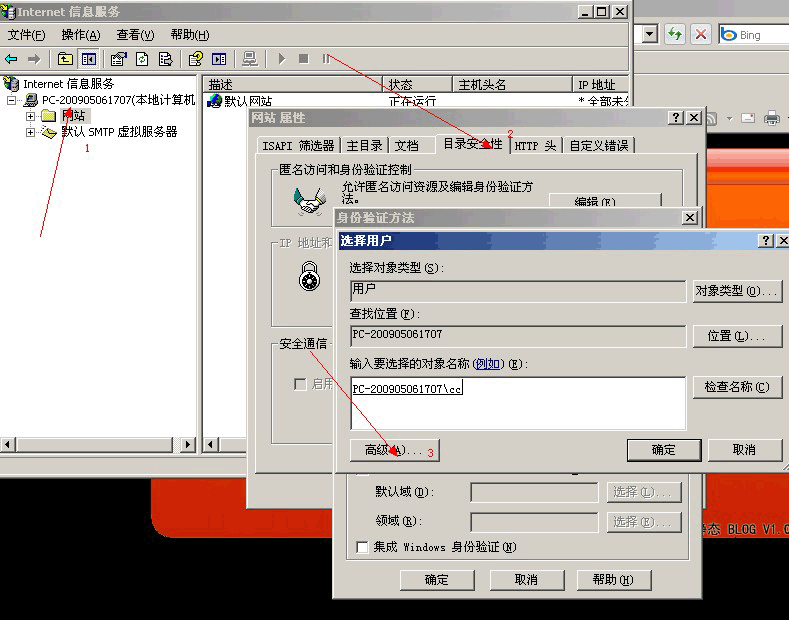 Internet 信息服务
文件(F) 操作(A) 查看(V) 帮助(H)
Bing
Internet 信息服务
PC-200905061707(本地计算机
网站
默认 SMTP 虚拟服务器
1
描述 状态 主机头名 IP 地址
默认网站 正在运行 * 全部未分
网站 属性
2
ISAPI 筛选器 主目录 文档 目录安全性 HTTP 头 自定义错误
匿名访问和身份验证控制
允许匿名访问资源及编辑身份验证方
法。
编辑(E)
IP 地址和
安全通信
启用
身份验证方法
选择用户
选择对象类型(S):
用户
对象类型(O)...
查找位置(F):
PC-200905061707
位置(L)...
输入要选择的对象名称(例如)(E):
PC-200905061707\cc
检查名称(C)
高级(A)... 3
确定 取消
默认域(D): 选择(L)...
领域(R): 选择(E)...
集成 Windows 身份验证(N)
确定 取消 帮助(H)
态 BLOG V1.0